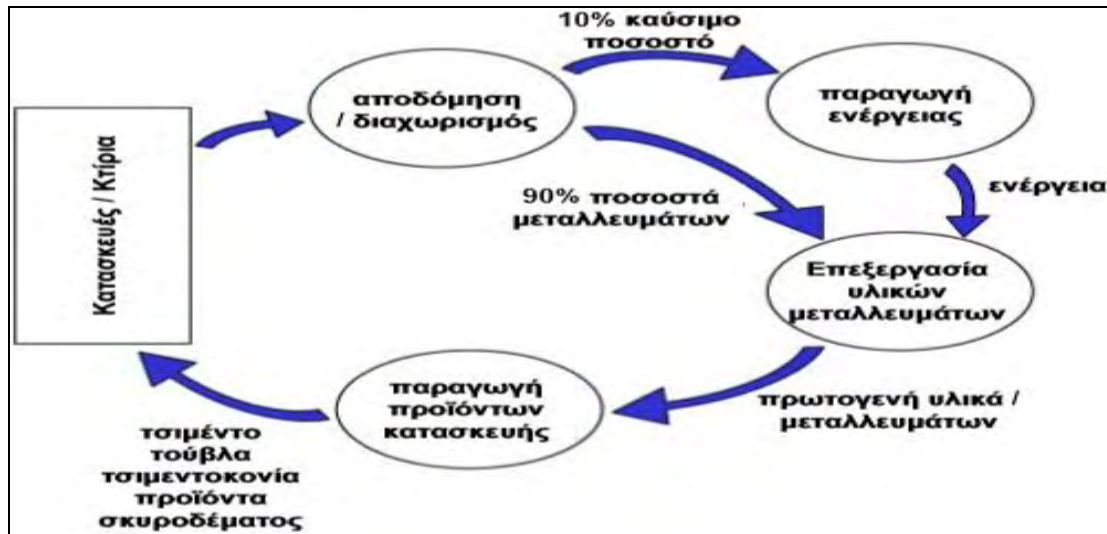 10% καύσιμο
ποσοστό
αποδόμηση
/ διαχωρισμός
παραγωγή
ενέργειας
Κατασκευές / Κτίρια
90% ποσοστά
μεταλλευμάτων
ενέργεια
Επεξεργασία
υλικών
μεταλλευμάτων
παραγωγή
προϊόντων
κατασκευής
πρωτογενή υλικά /
μεταλλευμάτων
τσιμέντο
τούβλα
τσιμεντοκονία
προϊόντα
σκυροδέματος